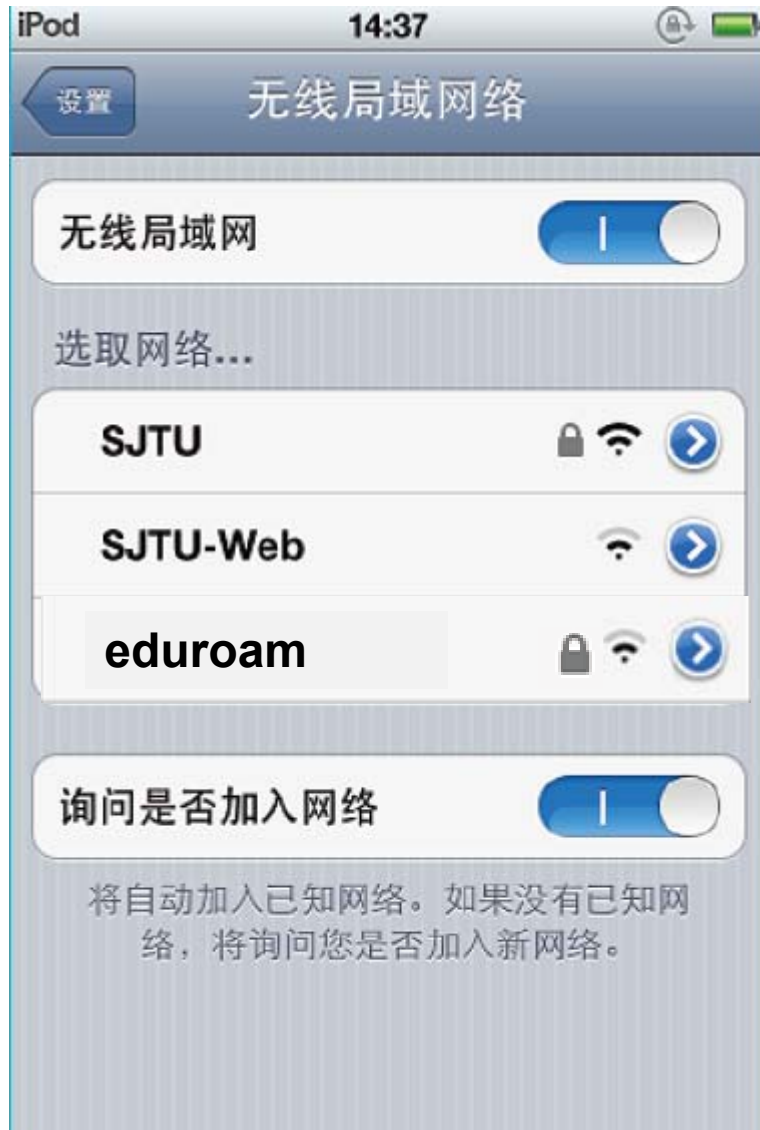 iPod 14:37
设置 无线局域网络
无线局域网
选取网络...
SJTU
SJTU-Web
eduroam
询问是否加入网络
将自动加入已知网络。如果没有已知网
络，将询问您是否加入新网络。